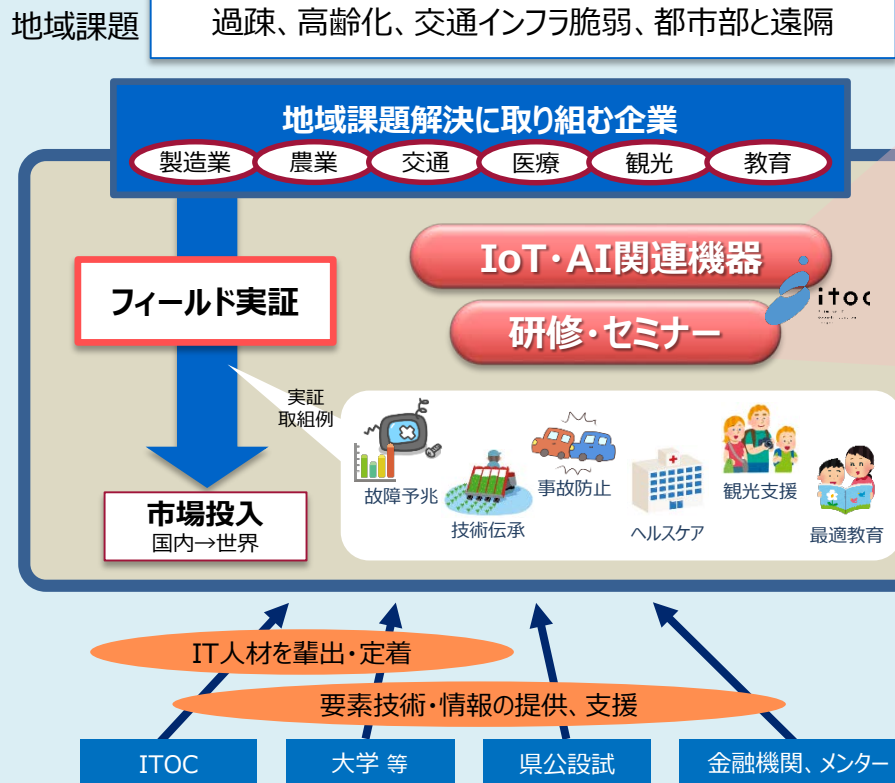 地域課題
過疎、高齢化、交通インフラ脆弱、都市部と遠隔
地域課題解決に取り組む企業
製造業
農業
交通
医療
観光
教育
IoT・AI関連機器
研修・セミナー
itoc
フィールド実証
実証
取組例
故障予兆
技術伝承
事故防止
ヘルスケア
観光支援
最適教育
市場投入
国内→世界
IT人材を輩出・定着
要素技術・情報の提供、支援
ITOC
大学 等
県公設試
金融機関、メンター